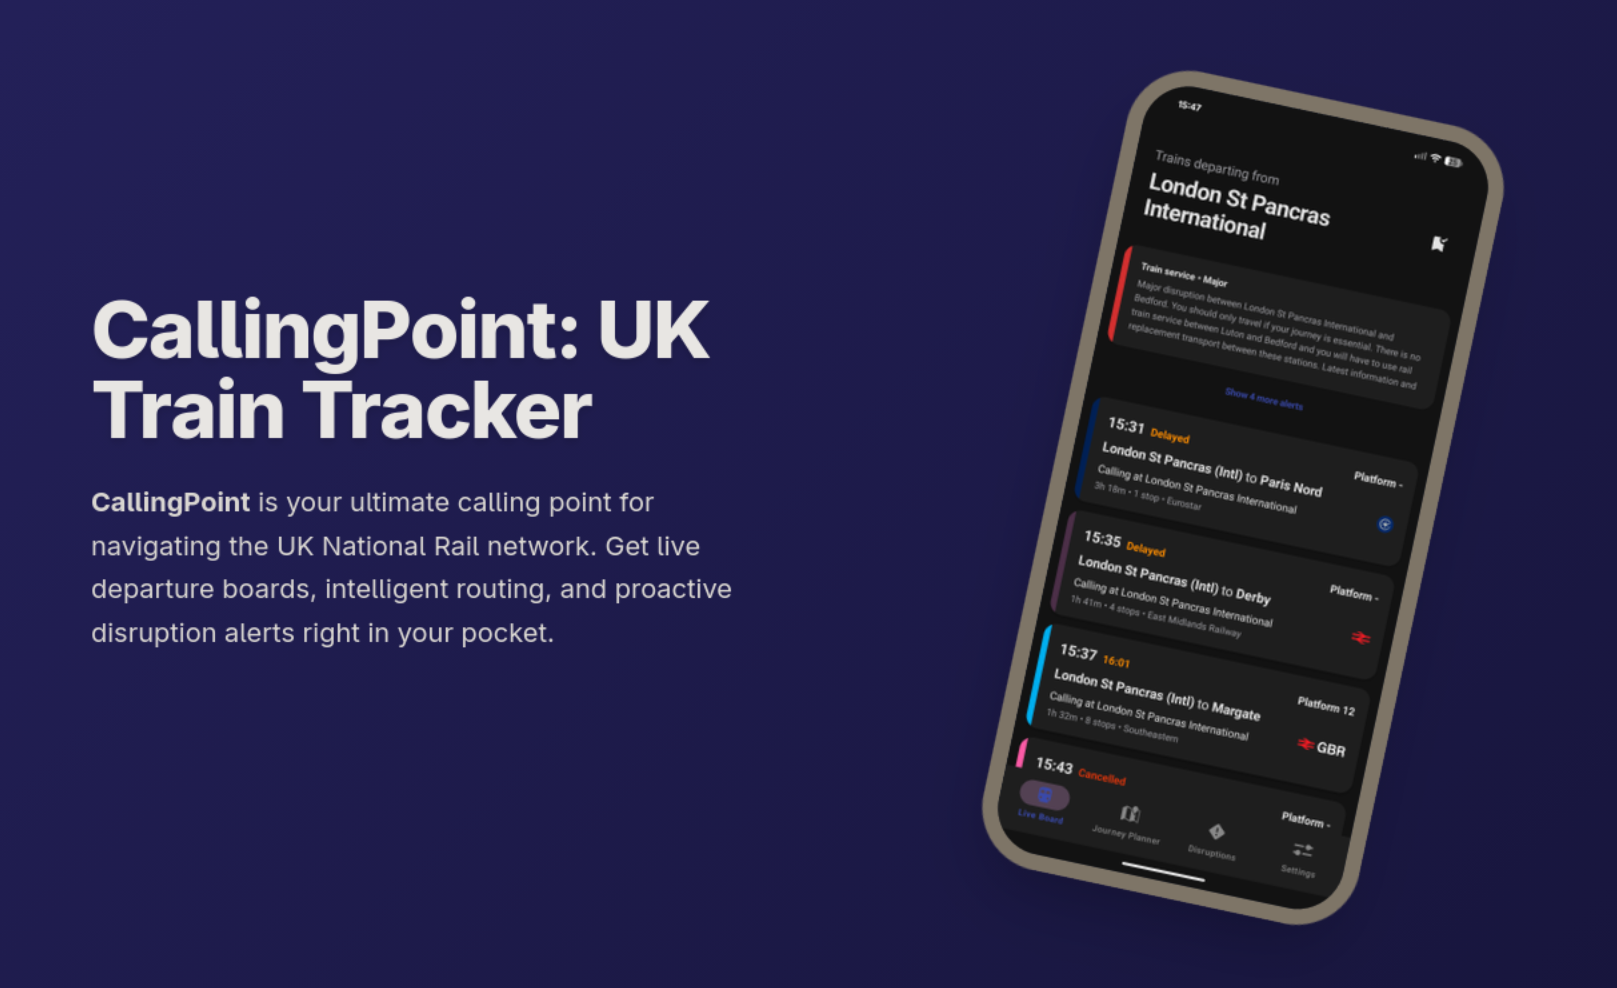 CallingPoint: UK
Train Tracker
CallingPoint is your ultimate calling point for
navigating the UK National Rail network. Get live
departure boards, intelligent routing, and proactive
disruption alerts right in your pocket.
15:47
Trains departing from
London St Pancras
International
Train service • Major
Major disruption between London St Pancras International and
Bedford. You should only travel if your journey is essential. There is no
train service between Luton and Bedford and you will have to use rail
replacement transport between these stations. Latest information and
Show 4 more alerts
15:31 Delayed
Platform -
London St Pancras (Intl) to Paris Nord
Calling at London St Pancras International
3h 18m • 1 stop • Eurostar
15:35 Delayed
Platform -
London St Pancras (Intl) to Derby
Calling at London St Pancras International
1h 41m • 4 stops • East Midlands Railway
15:37 16:01
Platform 12
London St Pancras (Intl) to Margate
Calling at London St Pancras International
1h 32m • 8 stops • Southeastern
GBR
15:43 Cancelled
Platform -
Live Board
Journey Planner
Disruptions
Settings